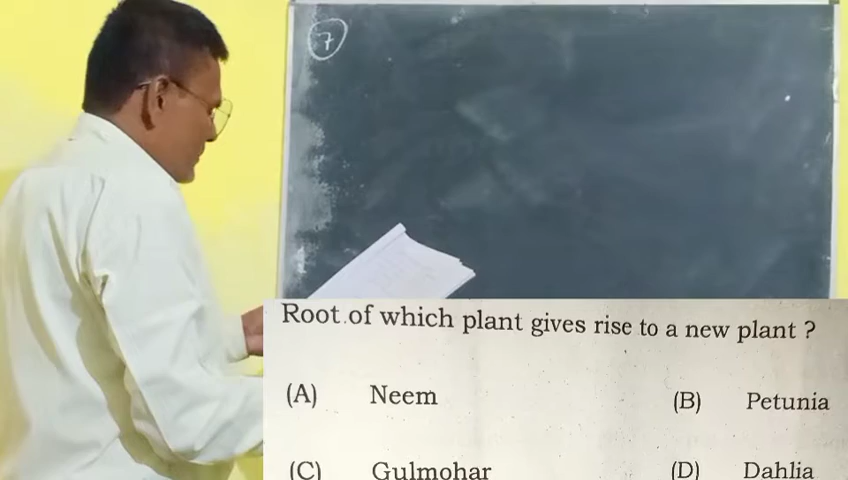 7
Root of which plant gives rise to a new plant ?
(A) Neem (B) Petunia
(C) Gulmohar (D) Dahlia